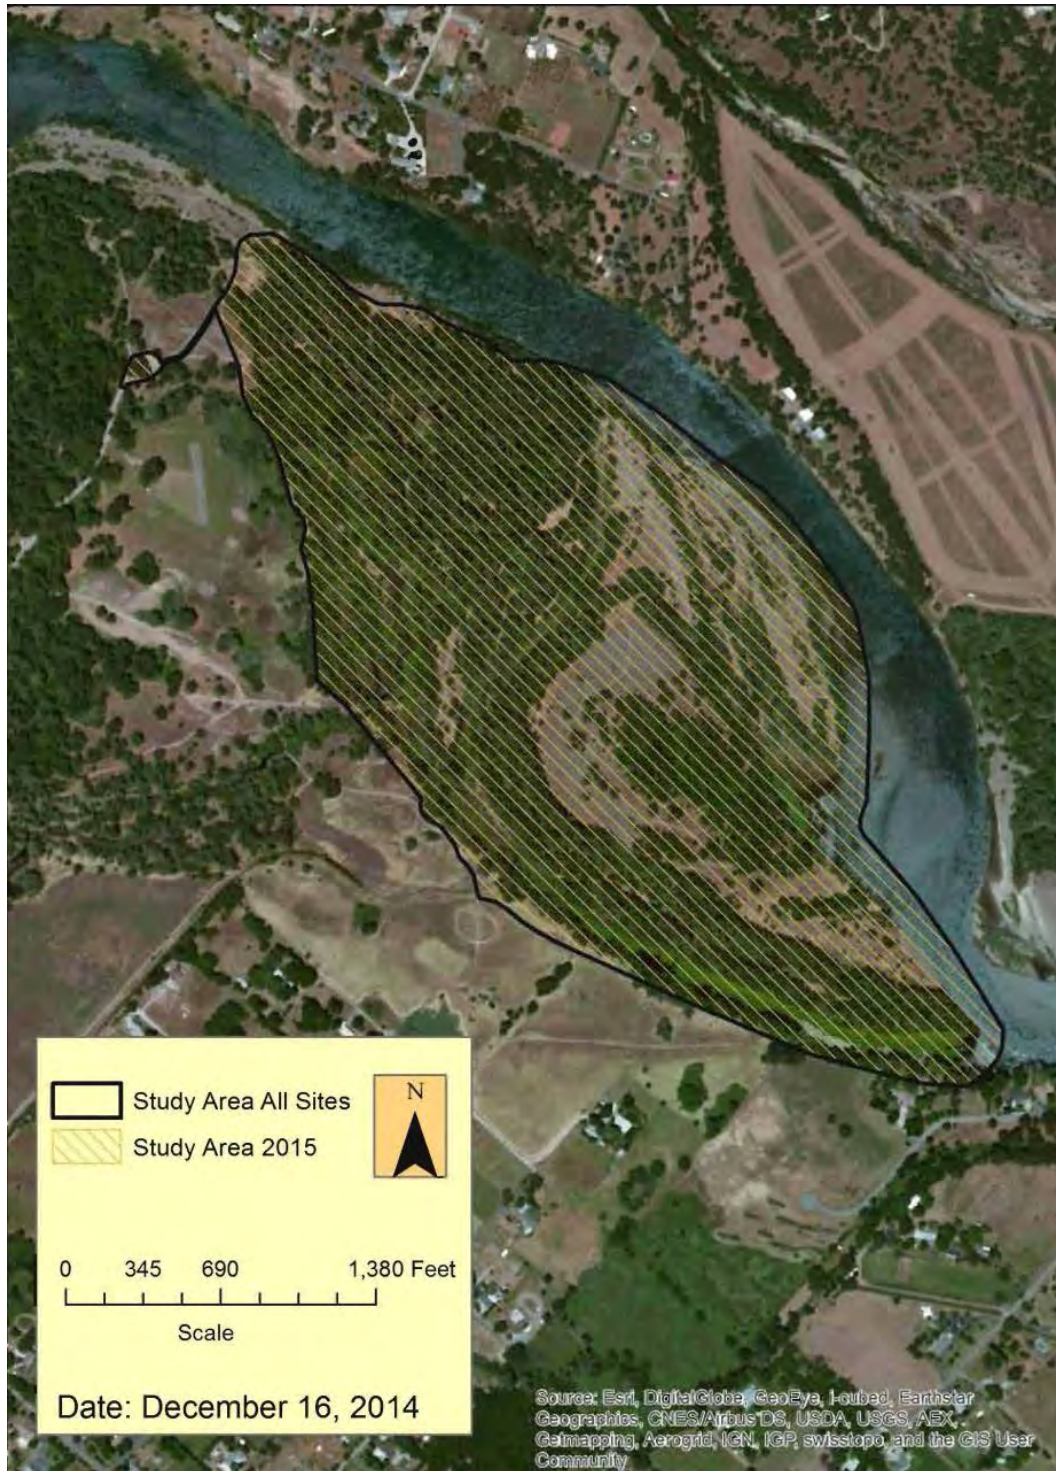 Study Area All Sites
N
Study Area 2015
0 345 690 1,380 Feet
Scale
Date: December 16, 2014
Source: Esri, DigitalGlobe, GeoEye, i-cubed, Earthstar
Geographics, CNES/Airbus DS, USDA, USGS, AEX,
Getmapping, Aerogrid, IGN, IGP, swisstopo, and the GIS User
Community